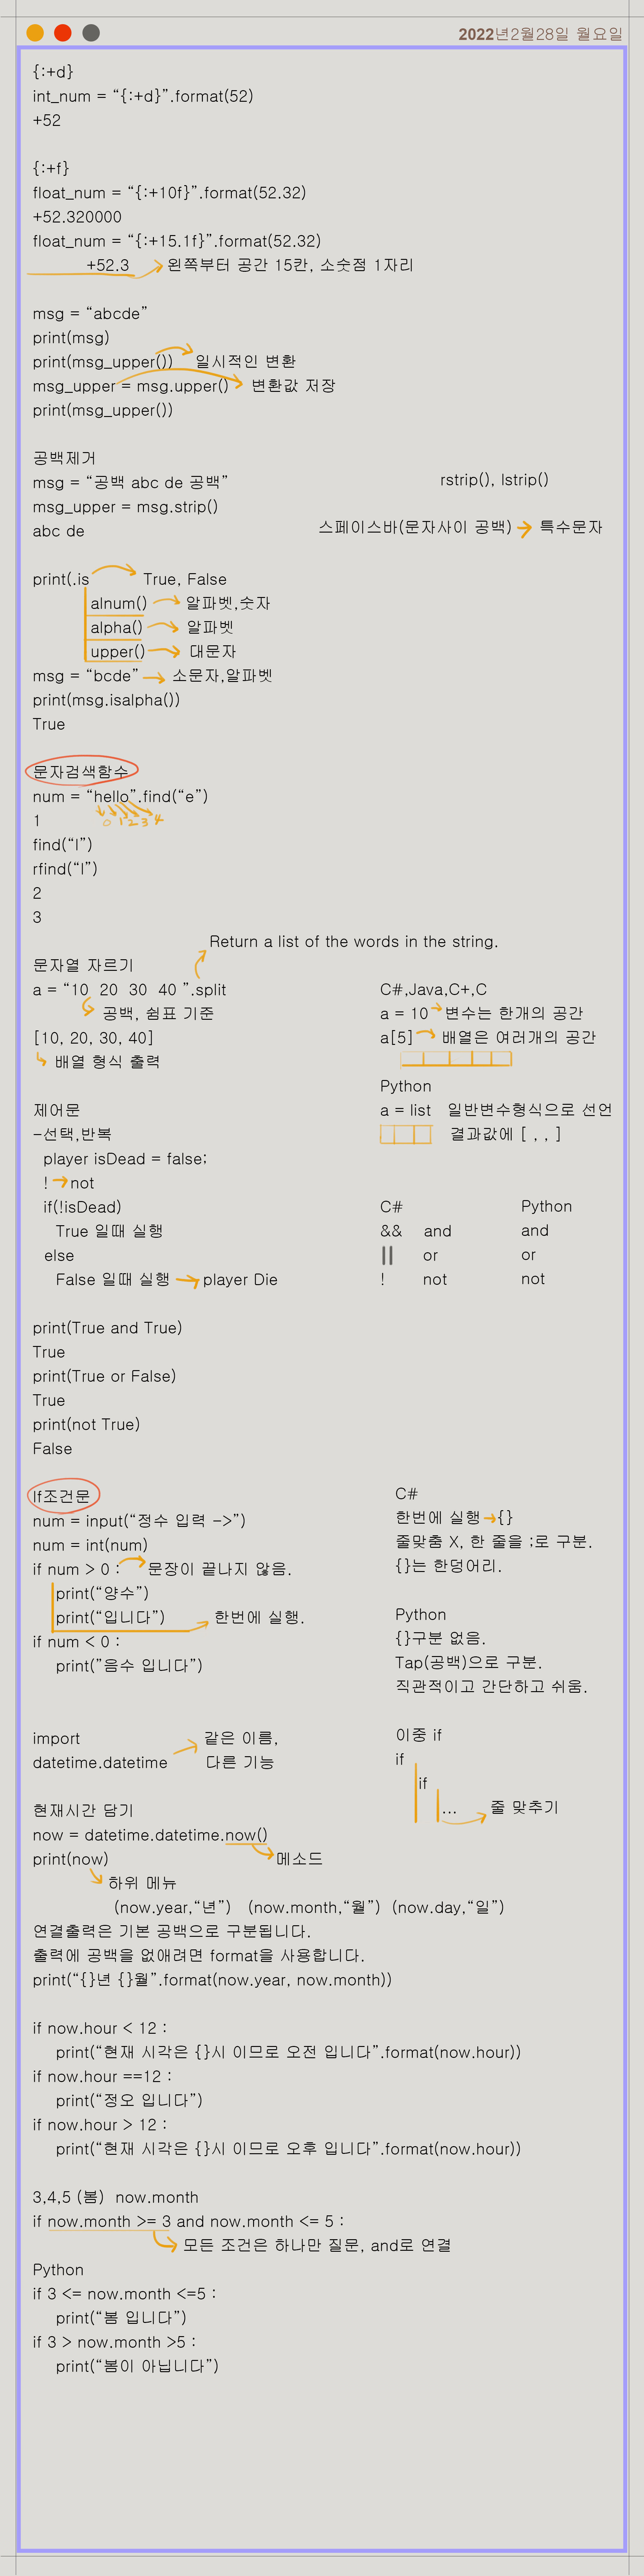 2022년2월28일 월요일
{:+d}
int_num = “{:+d}”.format(52)
+52
{:+f}
float_num = “{:+10f}”.format(52.32)
+52.320000
float_num = “{:+15.1f}”.format(52.32)
+52.3 왼쪽부터 공간 15칸, 소숫점 1자리
msg = “abcde”
print(msg)
print(msg_upper()) 일시적인 변환
msg_upper = msg.upper() 변환값 저장
print(msg_upper())
공백제거
msg = “공백 abc de 공백” rstrip(), lstrip()
msg_upper = msg.strip()
abc de 스페이스바(문자사이 공백) → 특수문자
print(.is True, False
alnum() 알파벳,숫자
alpha() 알파벳
upper() 대문자
msg = “bcde” → 소문자,알파벳
print(msg.isalpha())
True
문자검색함수
num = “hello”.find(“e”)
1 0 1 2 3 4
find(“l”)
rfind(“l”)
2
3
Return a list of the words in the string.
문자열 자르기
a = “10 20 30 40 ”.split
공백, 쉼표 기준
[10, 20, 30, 40]
배열 형식 출력
C#,Java,C+,C
a = 10 변수는 한개의 공간
a[5] 배열은 여러개의 공간
Python
a = list 일반변수형식으로 선언
결과값에 [ , , ]
제어문
-선택,반복
player isDead = false;
! → not
if(!isDead)
True 일때 실행
else
False 일때 실행 → player Die
C# Python
&& and and
|| or or
! not not
print(True and True)
True
print(True or False)
True
print(not True)
False
If조건문
num = input(“정수 입력 ->”)
num = int(num)
if num > 0 : 문장이 끝나지 않음.
print(“양수”)
print(“입니다”) 한번에 실행.
if num < 0 :
print(”음수 입니다”)
C#
한번에 실행→{}
줄맞춤 X, 한 줄을 ;로 구분.
{}는 한덩어리.
Python
{}구분 없음.
Tap(공백)으로 구분.
직관적이고 간단하고 쉬움.
이중 if
if
if
... 줄 맞추기
import 같은 이름,
datetime.datetime 다른 기능
현재시간 담기
now = datetime.datetime.now()
print(now) 메소드
하위 메뉴
(now.year,“년”) (now.month,“월”) (now.day,“일”)
연결출력은 기본 공백으로 구분됩니다.
출력에 공백을 없애려면 format을 사용합니다.
print(“{}년 {}월”.format(now.year, now.month))
if now.hour < 12 :
print(“현재 시각은 {}시 이므로 오전 입니다”.format(now.hour))
if now.hour ==12 :
print(“정오 입니다”)
if now.hour > 12 :
print(“현재 시각은 {}시 이므로 오후 입니다”.format(now.hour))
3,4,5 (봄) now.month
if now.month >= 3 and now.month <= 5 :
모든 조건은 하나만 질문, and로 연결
Python
if 3 <= now.month <=5 :
print(“봄 입니다”)
if 3 > now.month >5 :
print(“봄이 아닙니다”)